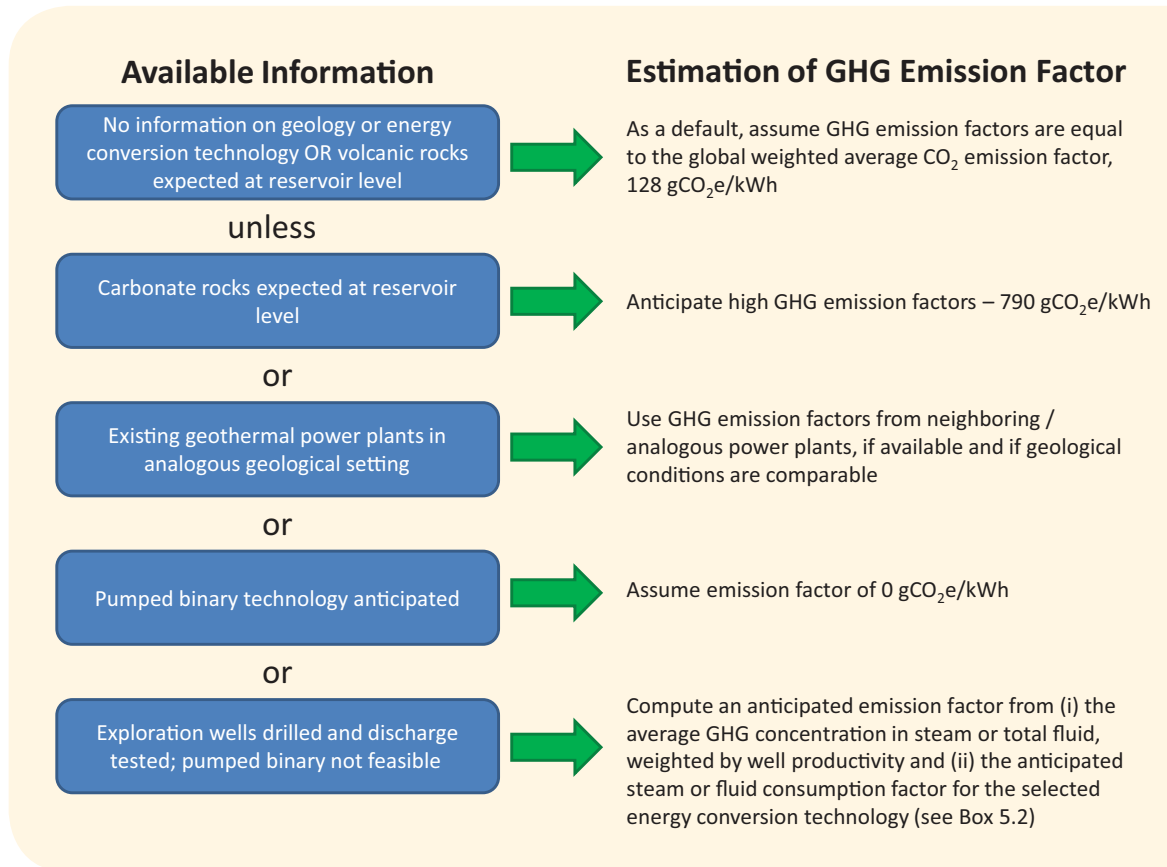 Available Information
Estimation of GHG Emission Factor
No information on geology or energy
conversion technology OR volcanic rocks
expected at reservoir level
As a default, assume GHG emission factors are equal
to the global weighted average CO₂ emission factor,
128 gCO₂e/kWh
unless
Carbonate rocks expected at reservoir
level
Anticipate high GHG emission factors – 790 gCO₂e/kWh
or
Existing geothermal power plants in
analogous geological setting
Use GHG emission factors from neighboring /
analogous power plants, if available and if geological
conditions are comparable
or
Pumped binary technology anticipated
Assume emission factor of 0 gCO₂e/kWh
or
Exploration wells drilled and discharge
tested; pumped binary not feasible
Compute an anticipated emission factor from (i) the
average GHG concentration in steam or total fluid,
weighted by well productivity and (ii) the anticipated
steam or fluid consumption factor for the selected
energy conversion technology (see Box 5.2)